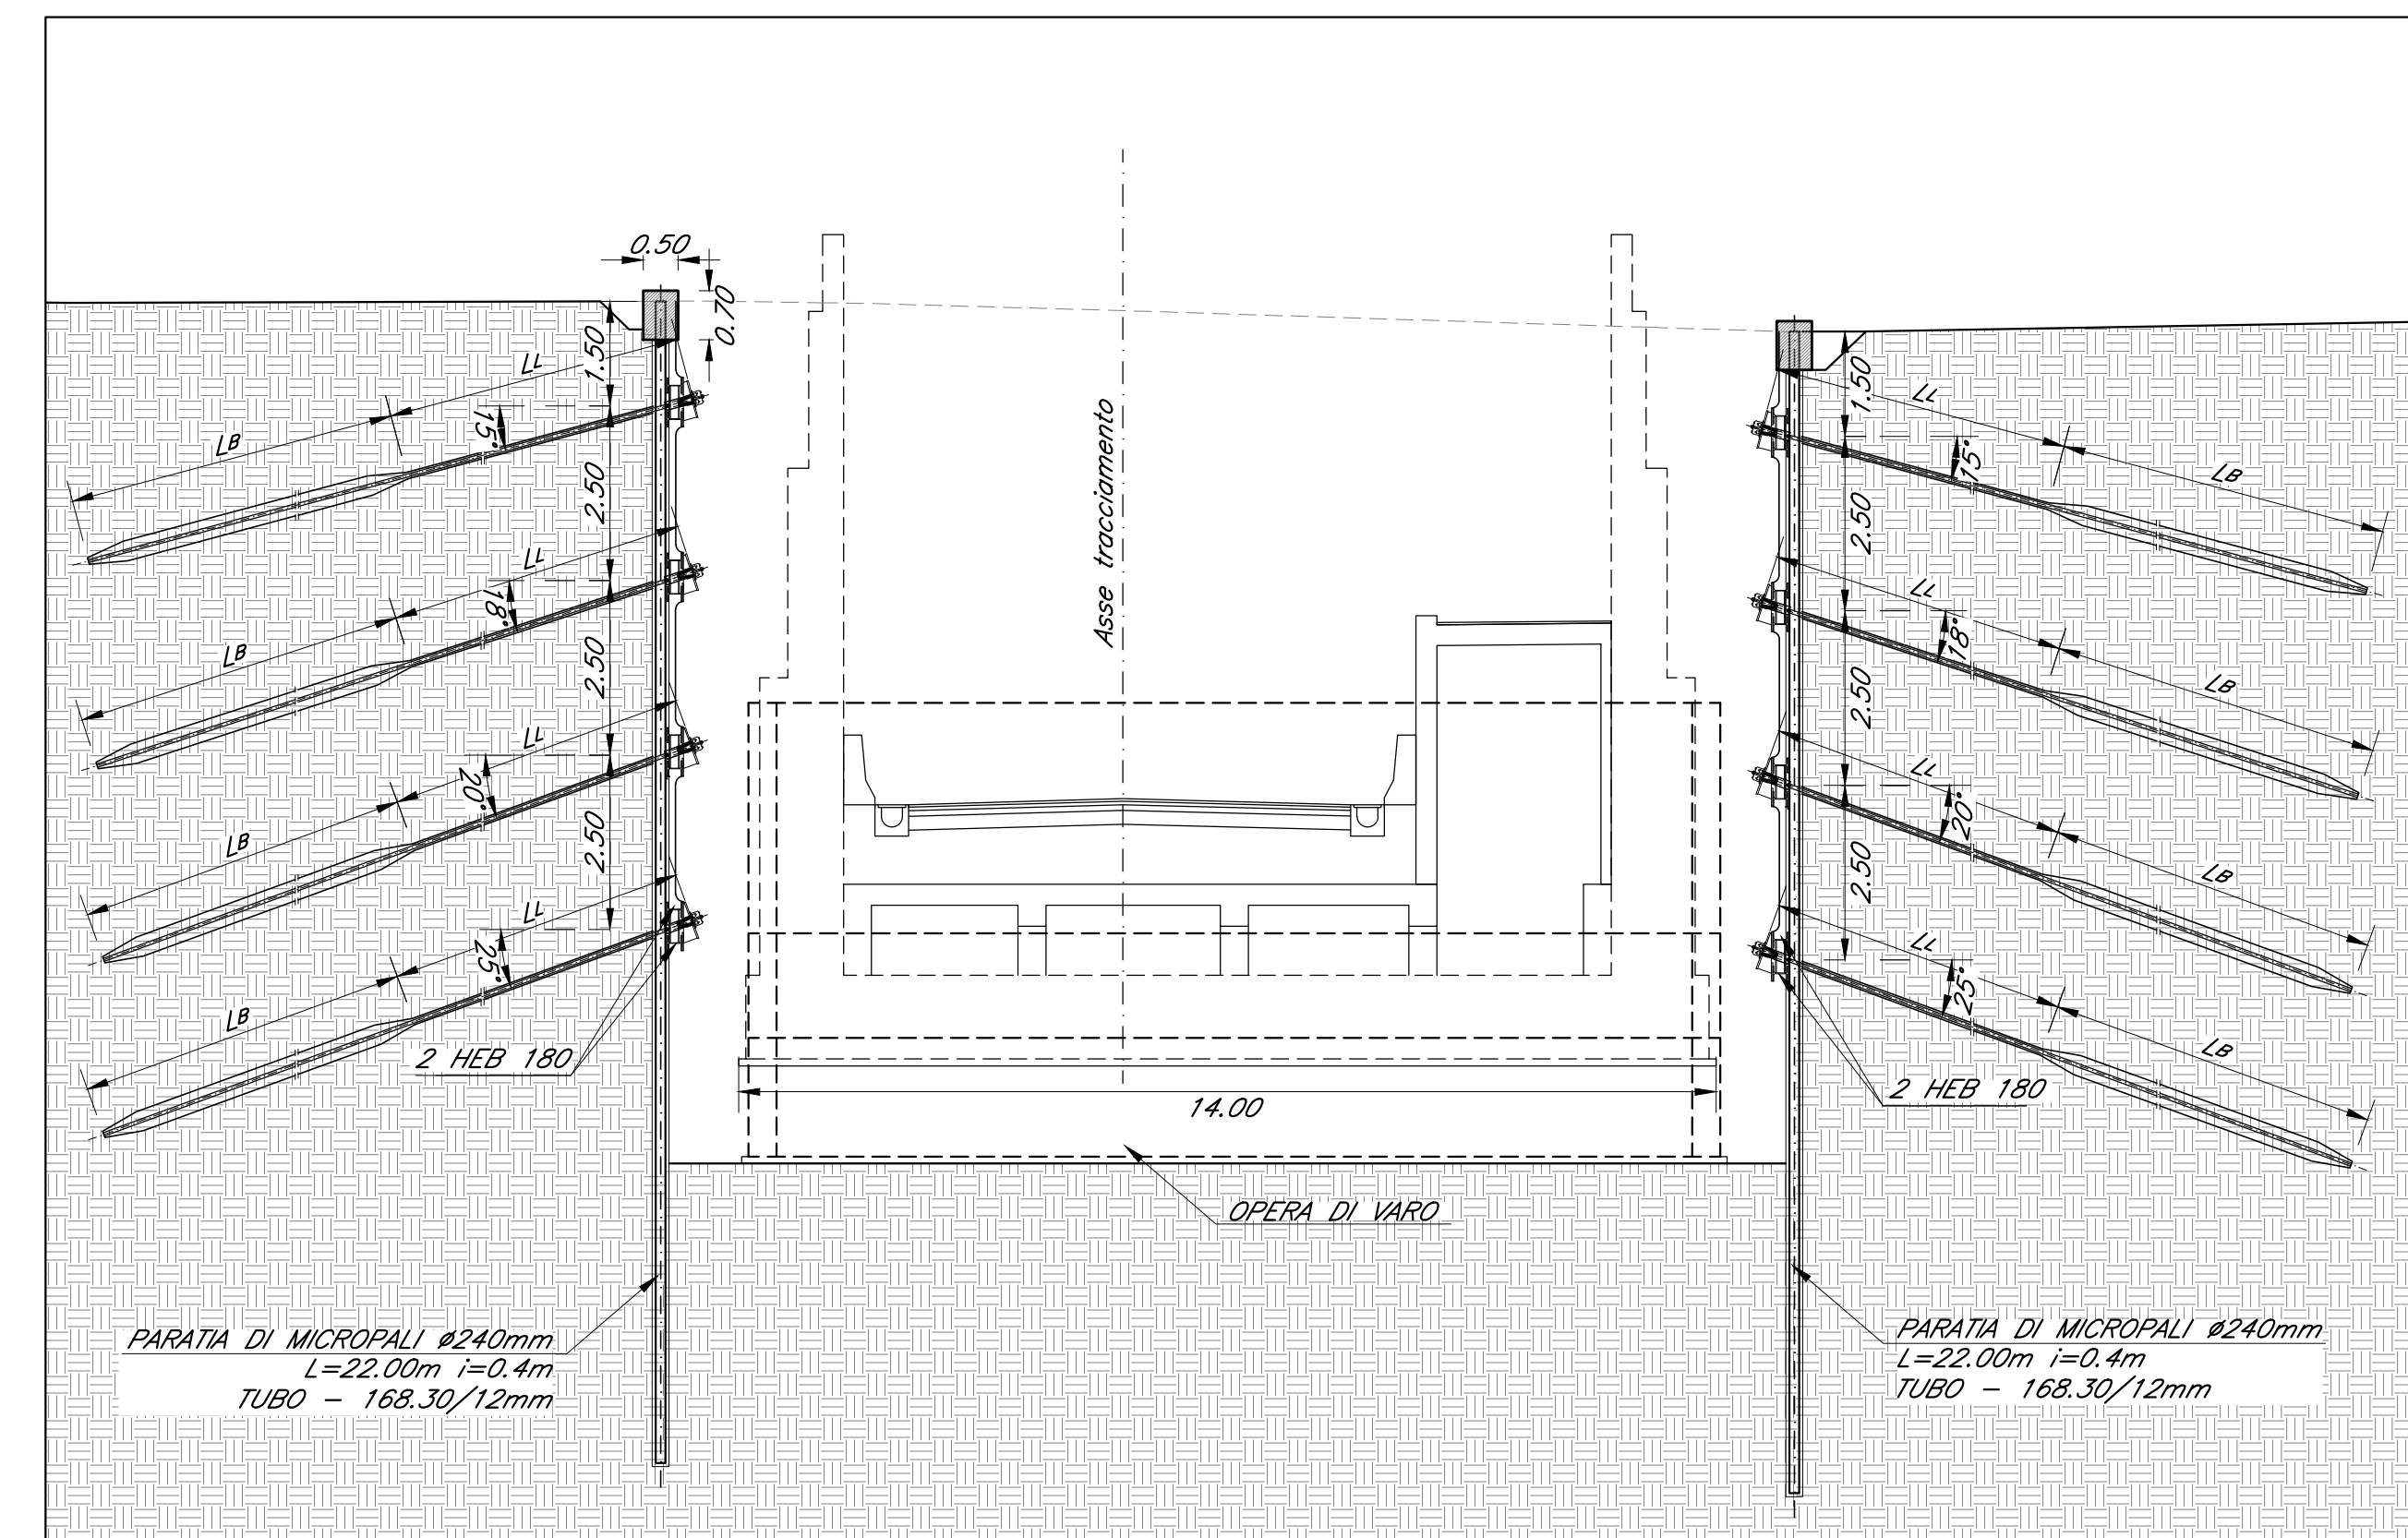 0.50
0.70
1.50
LL
15°
LB
2.50
LL
18°
LB
2.50
LL
20°
LB
2.50
LL
25°
LB
2 HEB 180
PARATIA DI MICROPALI ø240mm
L=22.00m i=0.4m
TUBO - 168.30/12mm
Asse tracciamento
14.00
OPERA DI VARO
1.50
LL
15°
LB
2.50
LL
18°
LB
2.50
LL
20°
LB
2.50
LL
25°
LB
2 HEB 180
PARATIA DI MICROPALI ø240mm
L=22.00m i=0.4m
TUBO - 168.30/12mm